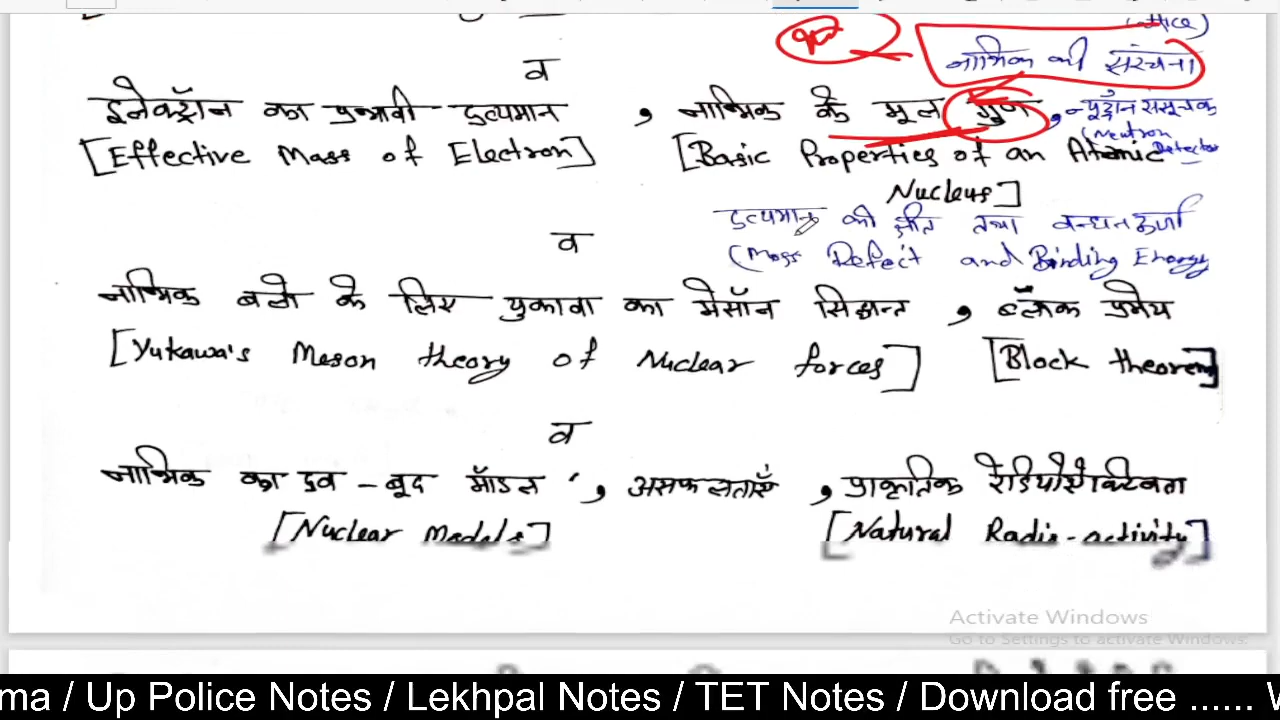 नाभिक की संरचना
व
इलेक्ट्रॉन का प्रभावी द्रव्यमान , नाभिक के मूल गुण , न्यूट्रॉन संसूचक
[Effective Mass of Electron] [Basic Properties of an Atomic Nucleus]
(Neutron Detector
द्रव्यमान की क्षति तथा बन्धन ऊर्जा
(Mass Defect and Binding Energy
व
नाभिक बलो के लिए युकावा का मेसॉन सिद्धान्त , ब्लॉक प्रमेय
[Yukawa's Meson theory of Nuclear forces] [Block theorem]
व
नाभिक का द्रव - बूद मॉडल , असफलताएँ , प्राकृतिक रेडियोऐक्टिवता
[Nuclear Models] [Natural Radio-activity]
Activate Windows
Go to Settings to activate Windows.
ma / Up Police Notes / Lekhpal Notes / TET Notes / Download free ...... W